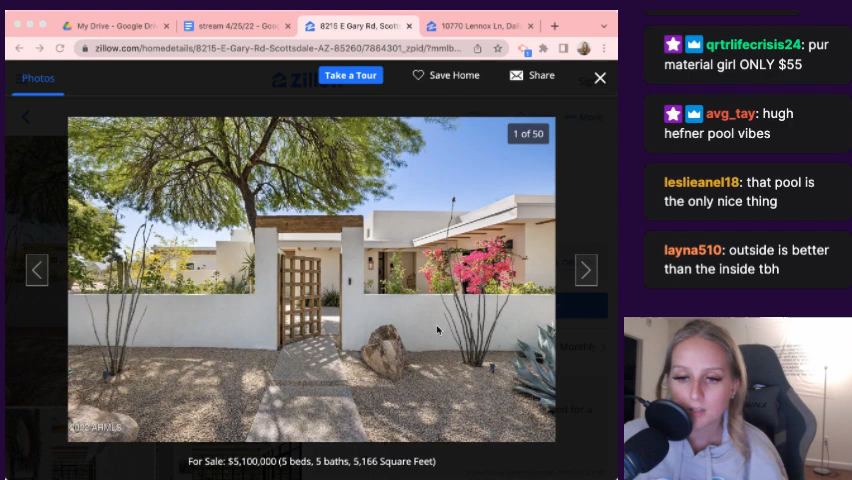 My Drive - Google Dri
stream 4/25/22 - Goo
8215 E Gary Rd, Scott
10770 Lennox Ln, Dal
zillow.com/homedetails/8215-E-Gary-Rd-Scottsdale-AZ-85260/7864301_zpid/?mmlb...
Photos
Zillow
Take a Tour
Save Home
Share
1 of 50
2022 ARMLS
For Sale: $5,100,000 (5 beds, 5 baths, 5,166 Square Feet)
qrtrlifecrisis24: pur
material girl ONLY $55
avg_tay: hugh
hefner pool vibes
leslieanel18: that pool is
the only nice thing
layna510: outside is better
than the inside tbh